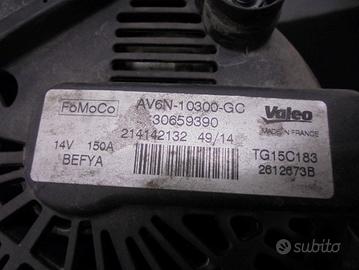 FoMoCo
AV6N-10300-GC
30659390
Valeo
MADE IN FRANCE
214142132 49/14
14V 150A
TG15C183
BEFYA
2612673B
subito